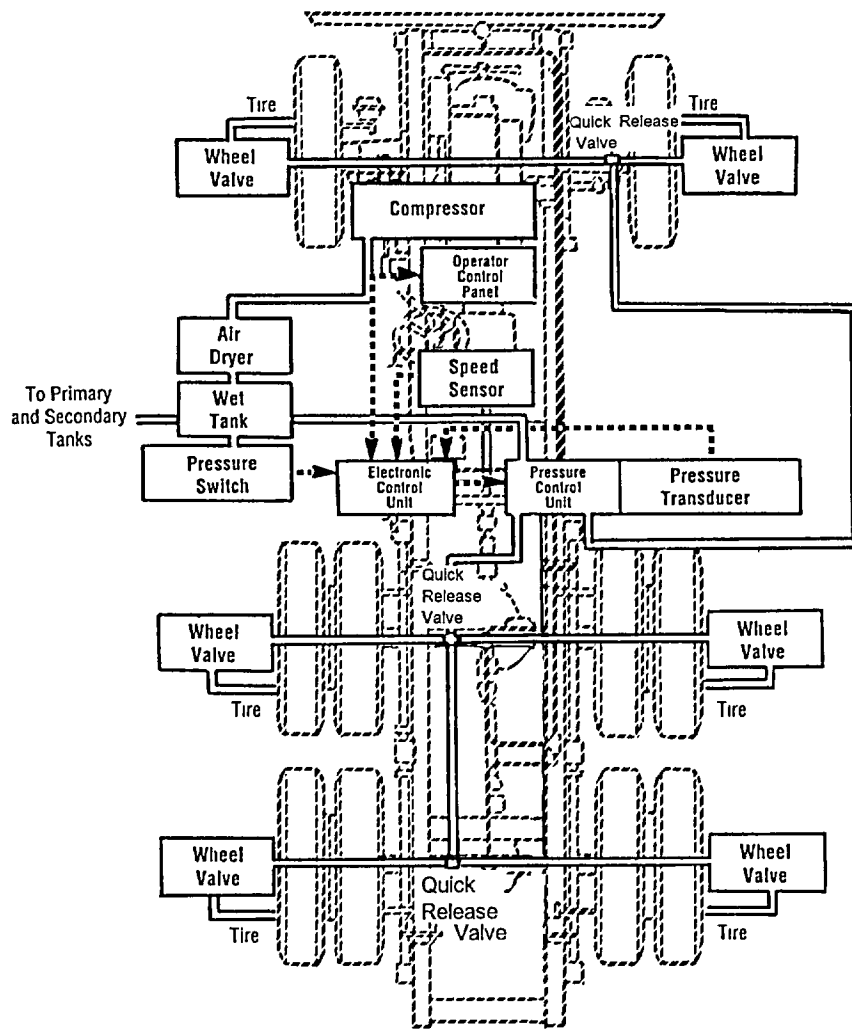 Tire
Quick Release
Valve
Tire
Wheel
Valve
Wheel
Valve
Compressor
Operator
Control
Panel
Air
Dryer
Speed
Sensor
To Primary
and Secondary
Tanks
Wet
Tank
Pressure
Switch
Electronic
Control
Unit
Pressure
Control
Unit
Pressure
Transducer
Quick
Release
Valve
Wheel
Valve
Wheel
Valve
Tire
Tire
Wheel
Valve
Wheel
Valve
Quick
Release
Valve
Tire
Tire